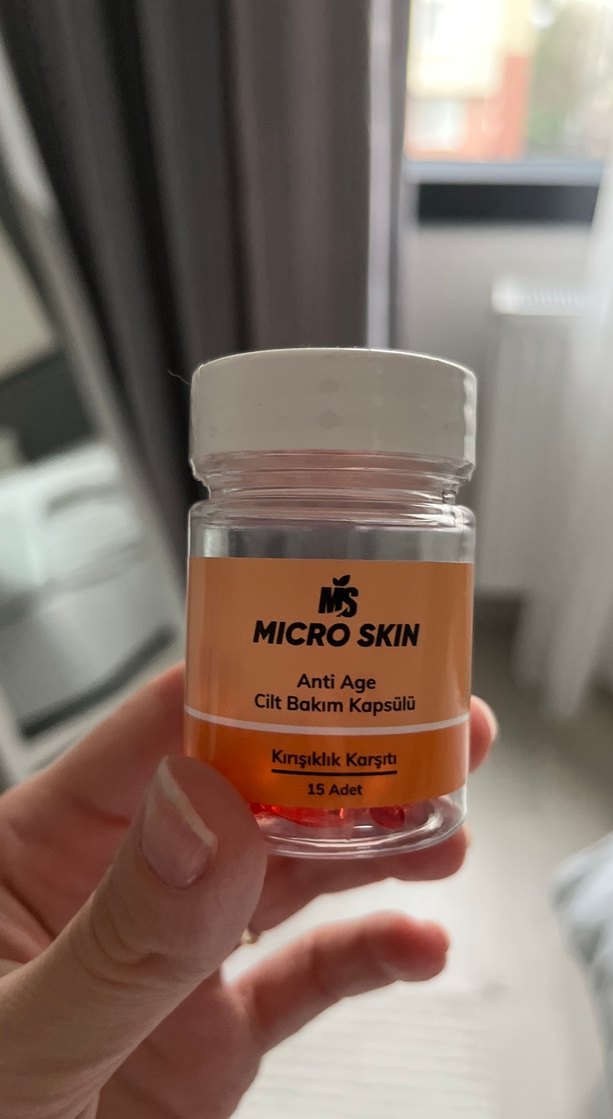 MS
MICRO SKIN
Anti Age
Cilt Bakım Kapsülü
Kırışıklık Karşıtı
15 Adet